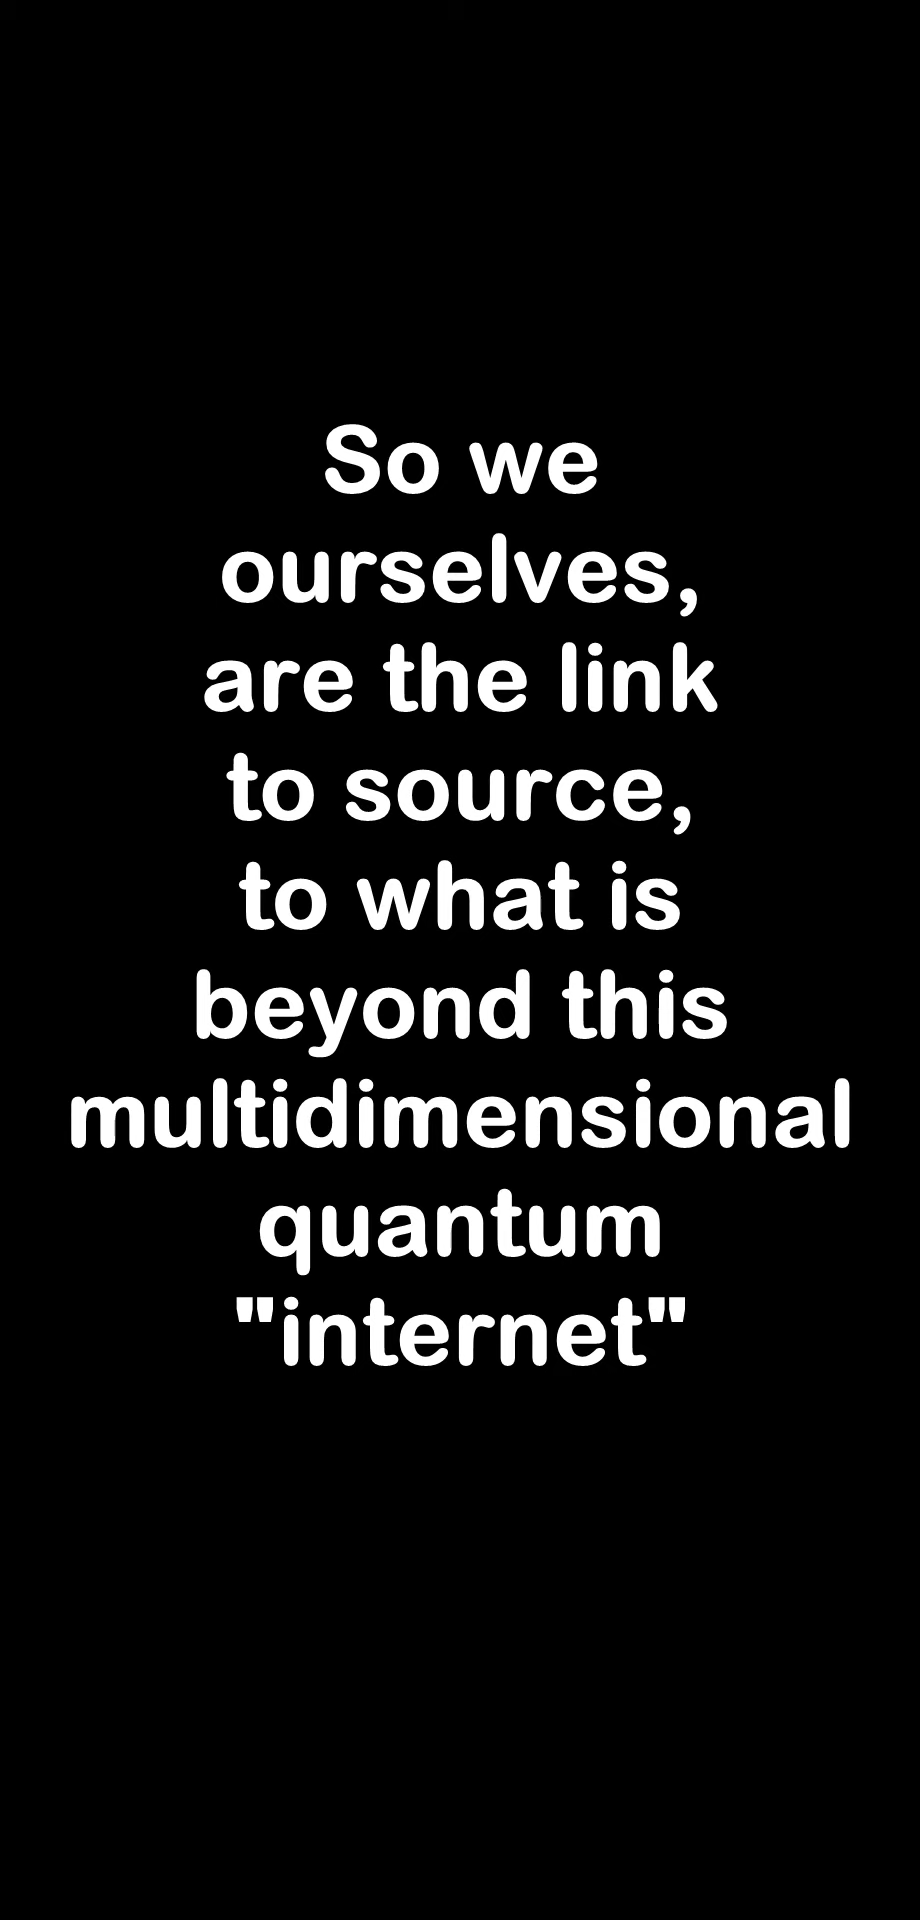 So we
ourselves,
are the link
to source,
to what is
beyond this
multidimensional
quantum
"internet"